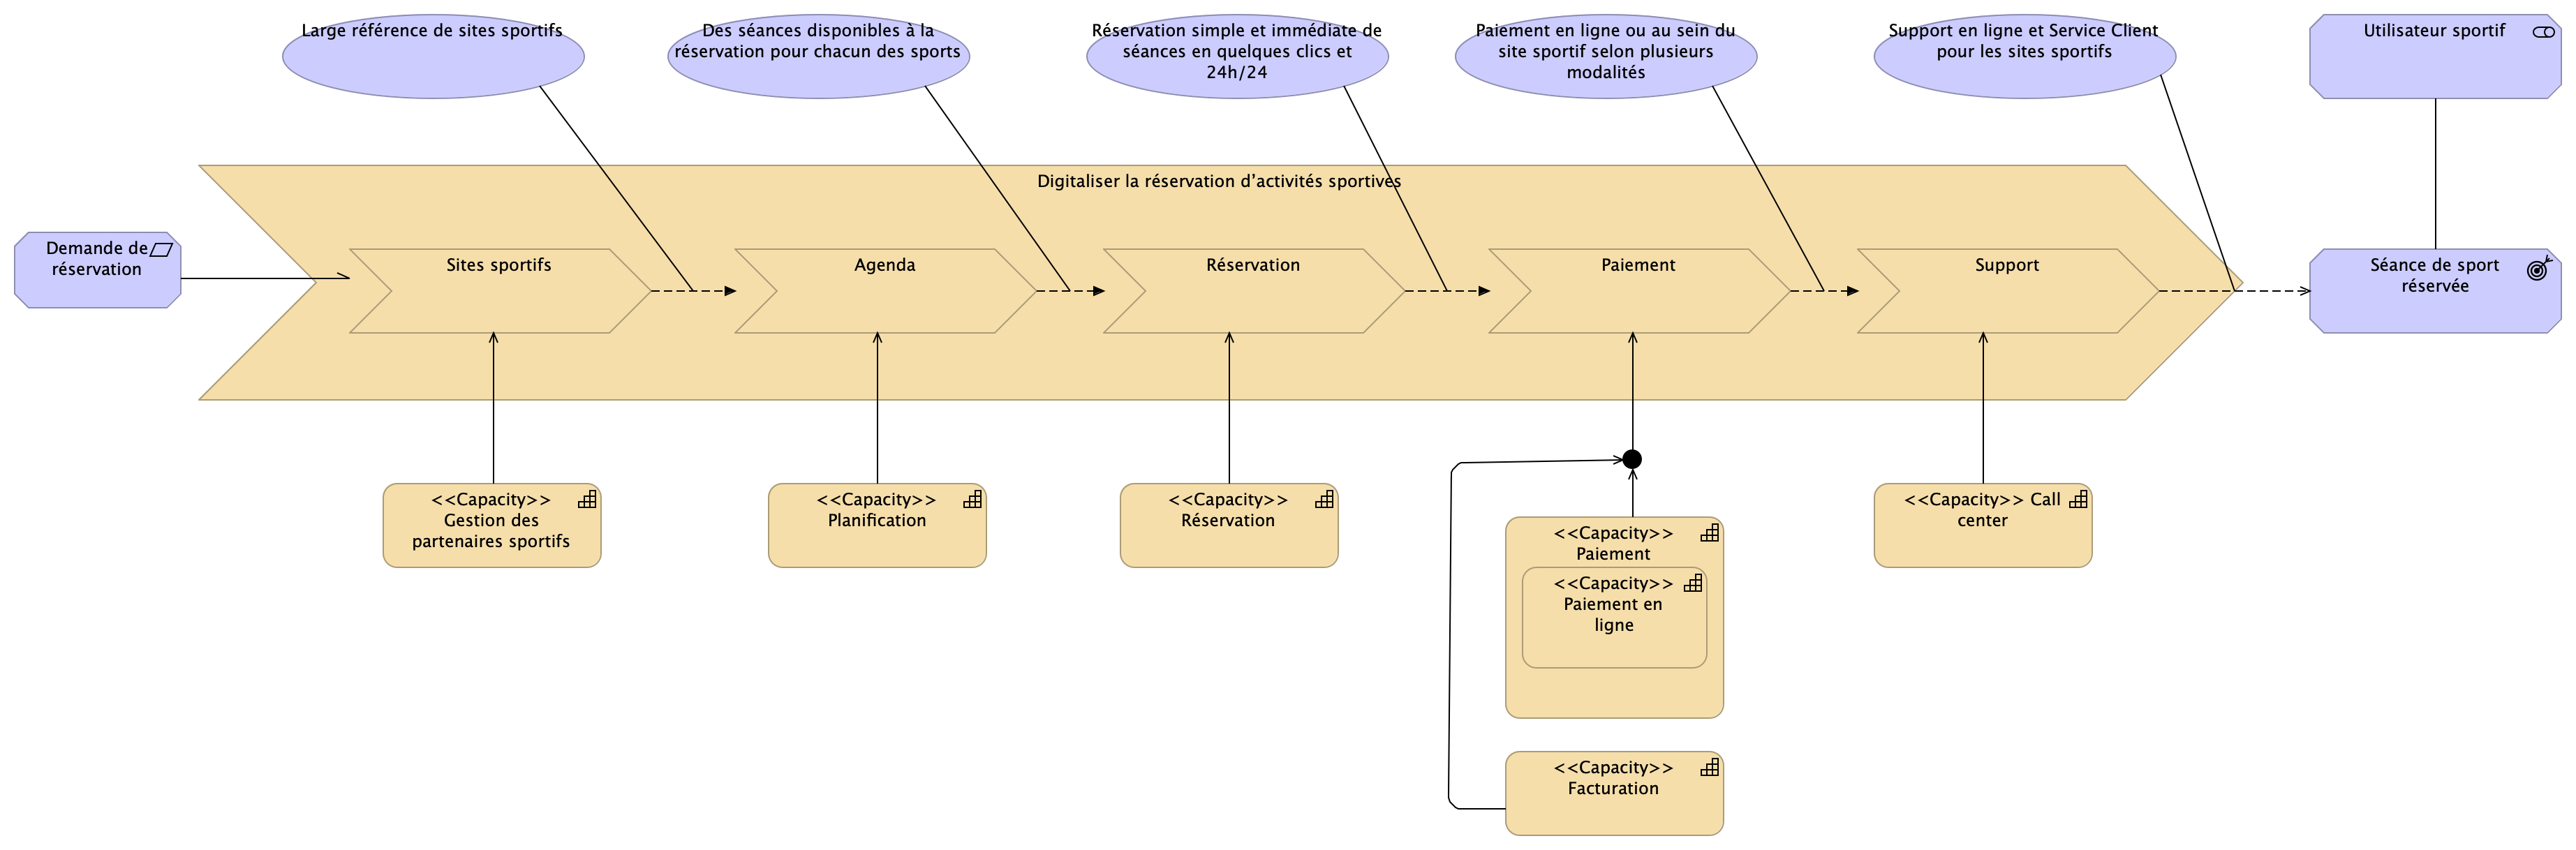 Large référence de sites sportifs
Des séances disponibles à la
réservation pour chacun des sports
Réservation simple et immédiate de
séances en quelques clics et
24h/24
Paiement en ligne ou au sein du
site sportif selon plusieurs
modalités
Support en ligne et Service Client
pour les sites sportifs
Utilisateur sportif
Digitaliser la réservation d’activités sportives
Demande de
réservation
Sites sportifs
Agenda
Réservation
Paiement
Support
Séance de sport
réservée
<<Capacity>>
Gestion des
partenaires sportifs
<<Capacity>>
Planification
<<Capacity>>
Réservation
<<Capacity>>
Paiement
<<Capacity>>
Paiement en
ligne
<<Capacity>> Call
center
<<Capacity>>
Facturation